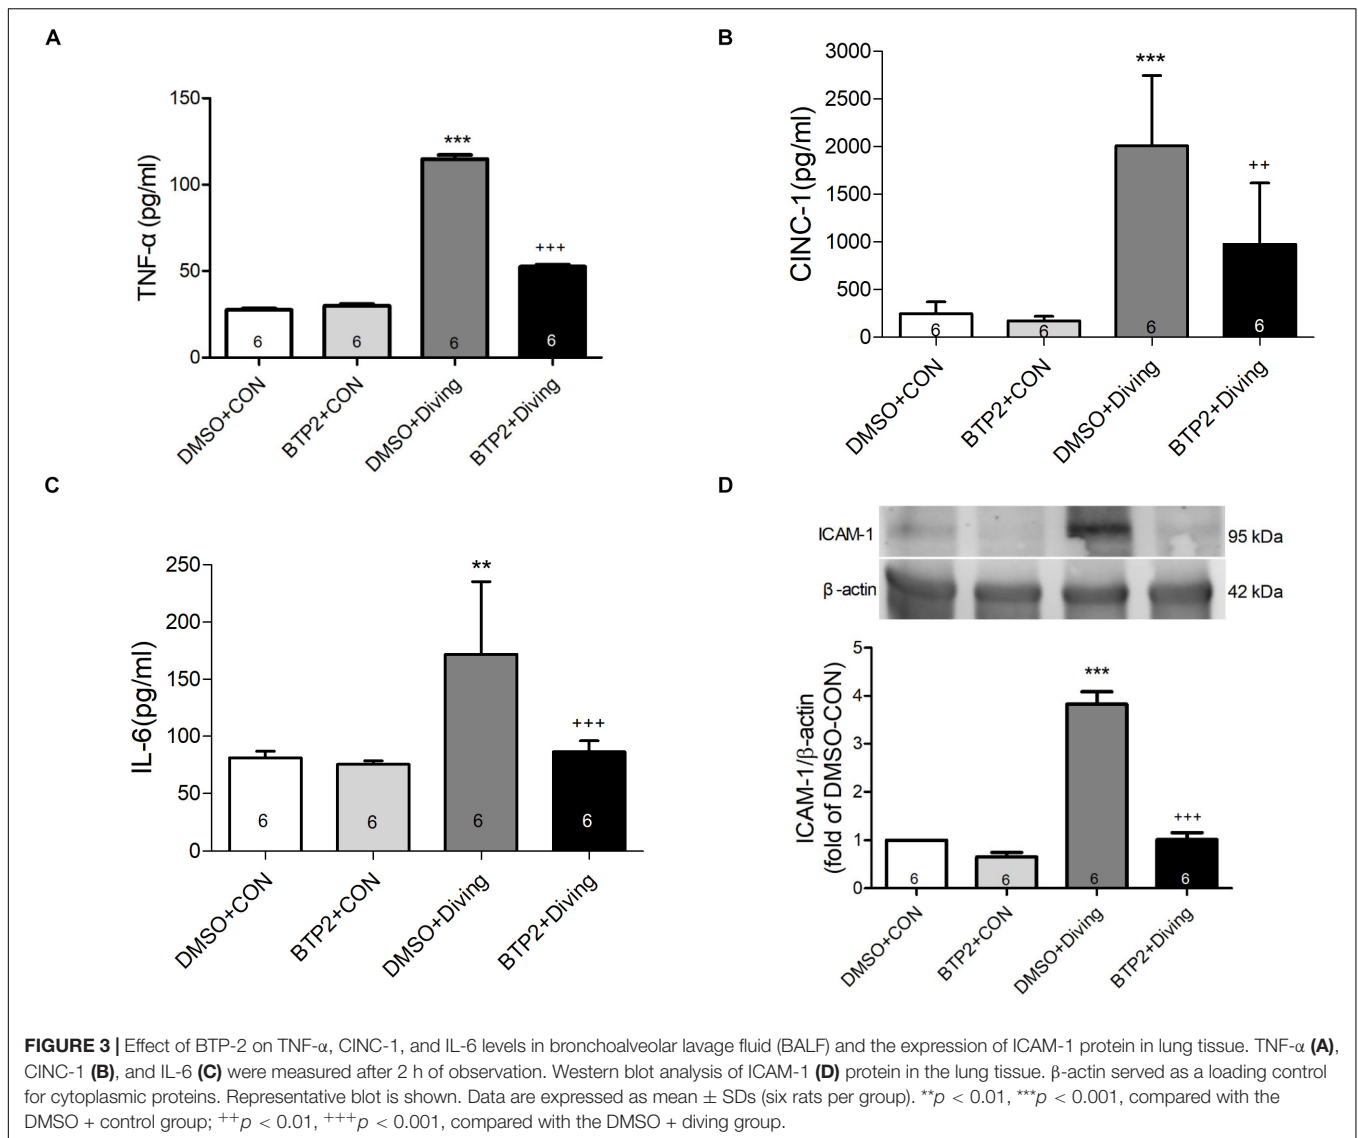 A
TNF-α (pg/ml)
150
100
50
0
***
+++
6
6
6
6
DMSO+CON
BTP2+CON
DMSO+Diving
BTP2+Diving
B
CINC-1(pg/ml)
3000
2500
2000
1500
1000
500
0
***
++
6
6
6
6
DMSO+CON
BTP2+CON
DMSO+Diving
BTP2+Diving
C
IL-6(pg/ml)
250
200
150
100
50
0
**
+++
6
6
6
6
DMSO+CON
BTP2+CON
DMSO+Diving
BTP2+Diving
D
ICAM-1
95 kDa
β -actin
42 kDa
ICAM-1/β-actin
(fold of DMSO-CON)
5
4
3
2
1
0
***
+++
6
6
6
6
DMSO+CON
BTP2+CON
DMSO+Diving
BTP2+Diving
FIGURE 3 | Effect of BTP-2 on TNF-α, CINC-1, and IL-6 levels in bronchoalveolar lavage fluid (BALF) and the expression of ICAM-1 protein in lung tissue. TNF-α (A),
CINC-1 (B), and IL-6 (C) were measured after 2 h of observation. Western blot analysis of ICAM-1 (D) protein in the lung tissue. β-actin served as a loading control
for cytoplasmic proteins. Representative blot is shown. Data are expressed as mean ± SDs (six rats per group). **p < 0.01, ***p < 0.001, compared with the
DMSO + control group; ++p < 0.01, +++p < 0.001, compared with the DMSO + diving group.